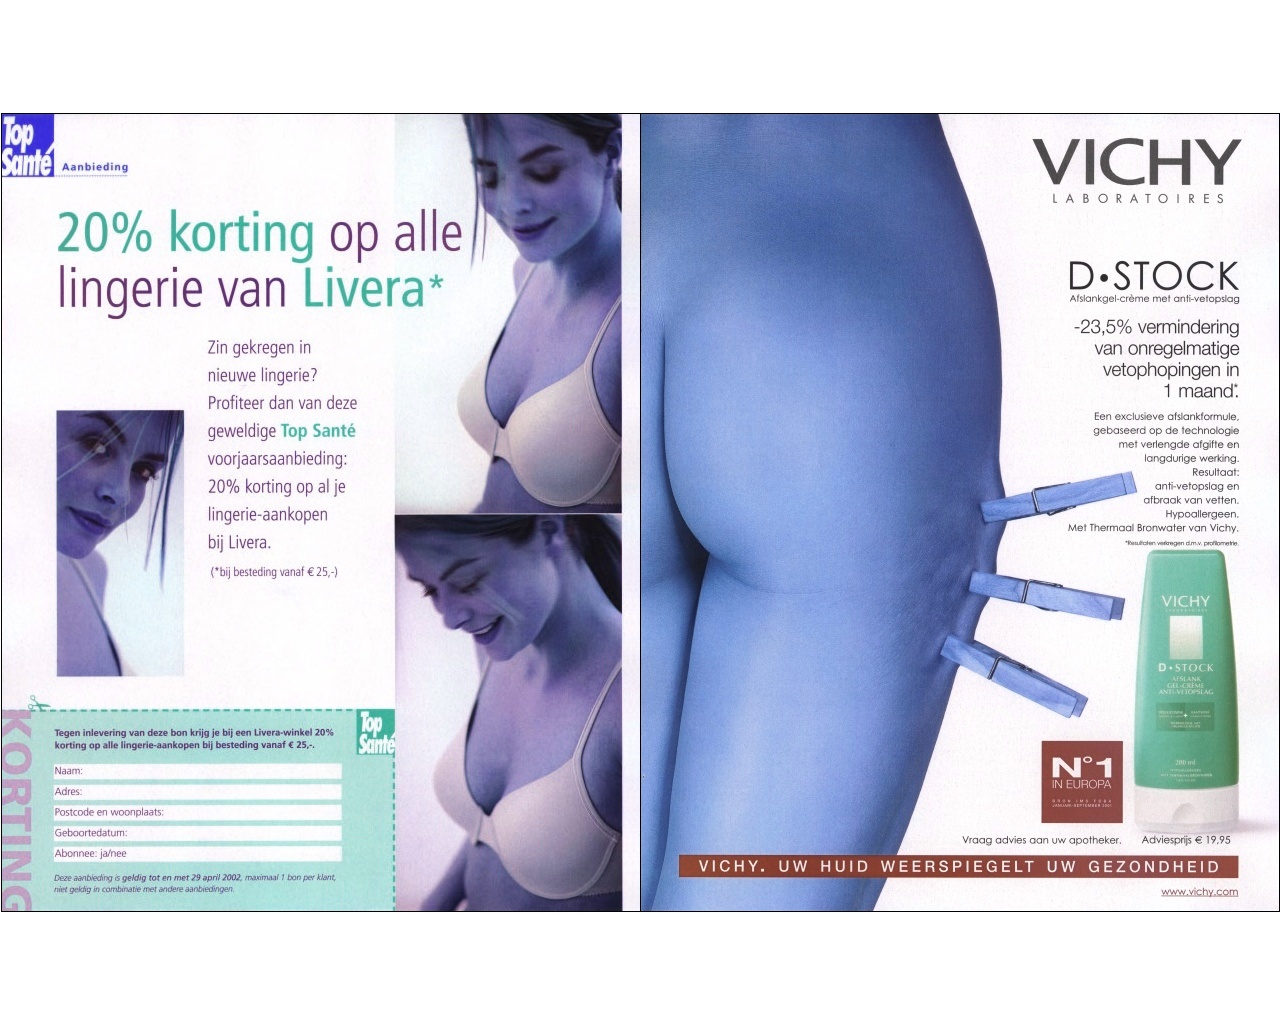 Top
Santé
Aanbieding
20% korting op alle
lingerie van Livera*
Zin gekregen in
nieuwe lingerie?
Profiteer dan van deze
geweldige Top Santé
voorjaarsaanbieding:
20% korting op al je
lingerie-aankopen
bij Livera.
(*bij besteding vanaf € 25,-)
KORTING
Top
Santé
Tegen inlevering van deze bon krijg je bij een Livera-winkel 20%
korting op alle lingerie-aankopen bij besteding vanaf € 25,-.
Naam:
Adres:
Postcode en woonplaats:
Geboortedatum:
Abonnee: ja/nee
Deze aanbieding is geldig tot en met 29 april 2002, maximaal 1 bon per klant,
niet geldig in combinatie met andere aanbiedingen.
VICHY
LABORATOIRES
D•STOCK
Afslankgel-crème met anti-vetopslag
-23,5% vermindering
van onregelmatige
vetophopingen in
1 maand*.
Een exclusieve afslankformule,
gebaseerd op de technologie
met verlengde afgifte en
langdurige werking.
Resultaat:
anti-vetopslag en
afbraak van vetten.
Hypoallergeen.
Met Thermaal Bronwater van Vichy.
*Resultaten verkregen d.m.v. profilometrie.
VICHY
LABORATOIRES
D•STOCK
AFSLANK
GEL-CRÈME
ANTI-VETOPSLAG
200 ml
N°1
IN EUROPA
BRON IMS FDB4
JANUARI-SEPTEMBER 2001
Vraag advies aan uw apotheker.
Adviesprijs € 19,95
VICHY. UW HUID WEERSPIEGELT UW GEZONDHEID
www.vichy.com